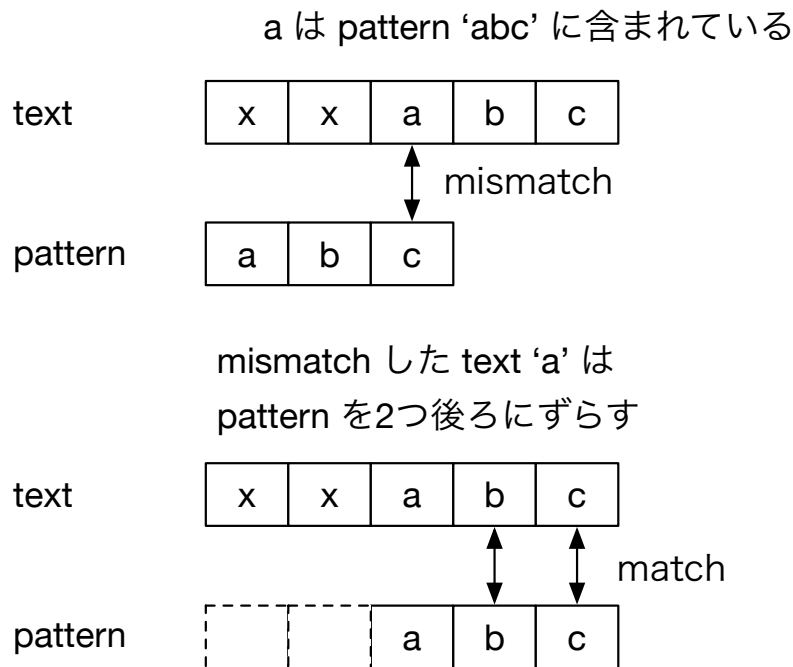 a は pattern ‘abc’ に含まれている
text x x a b c
mismatch
pattern a b c
mismatch した text ‘a’ は
pattern を2つ後ろにずらす
text x x a b c
match
pattern a b c